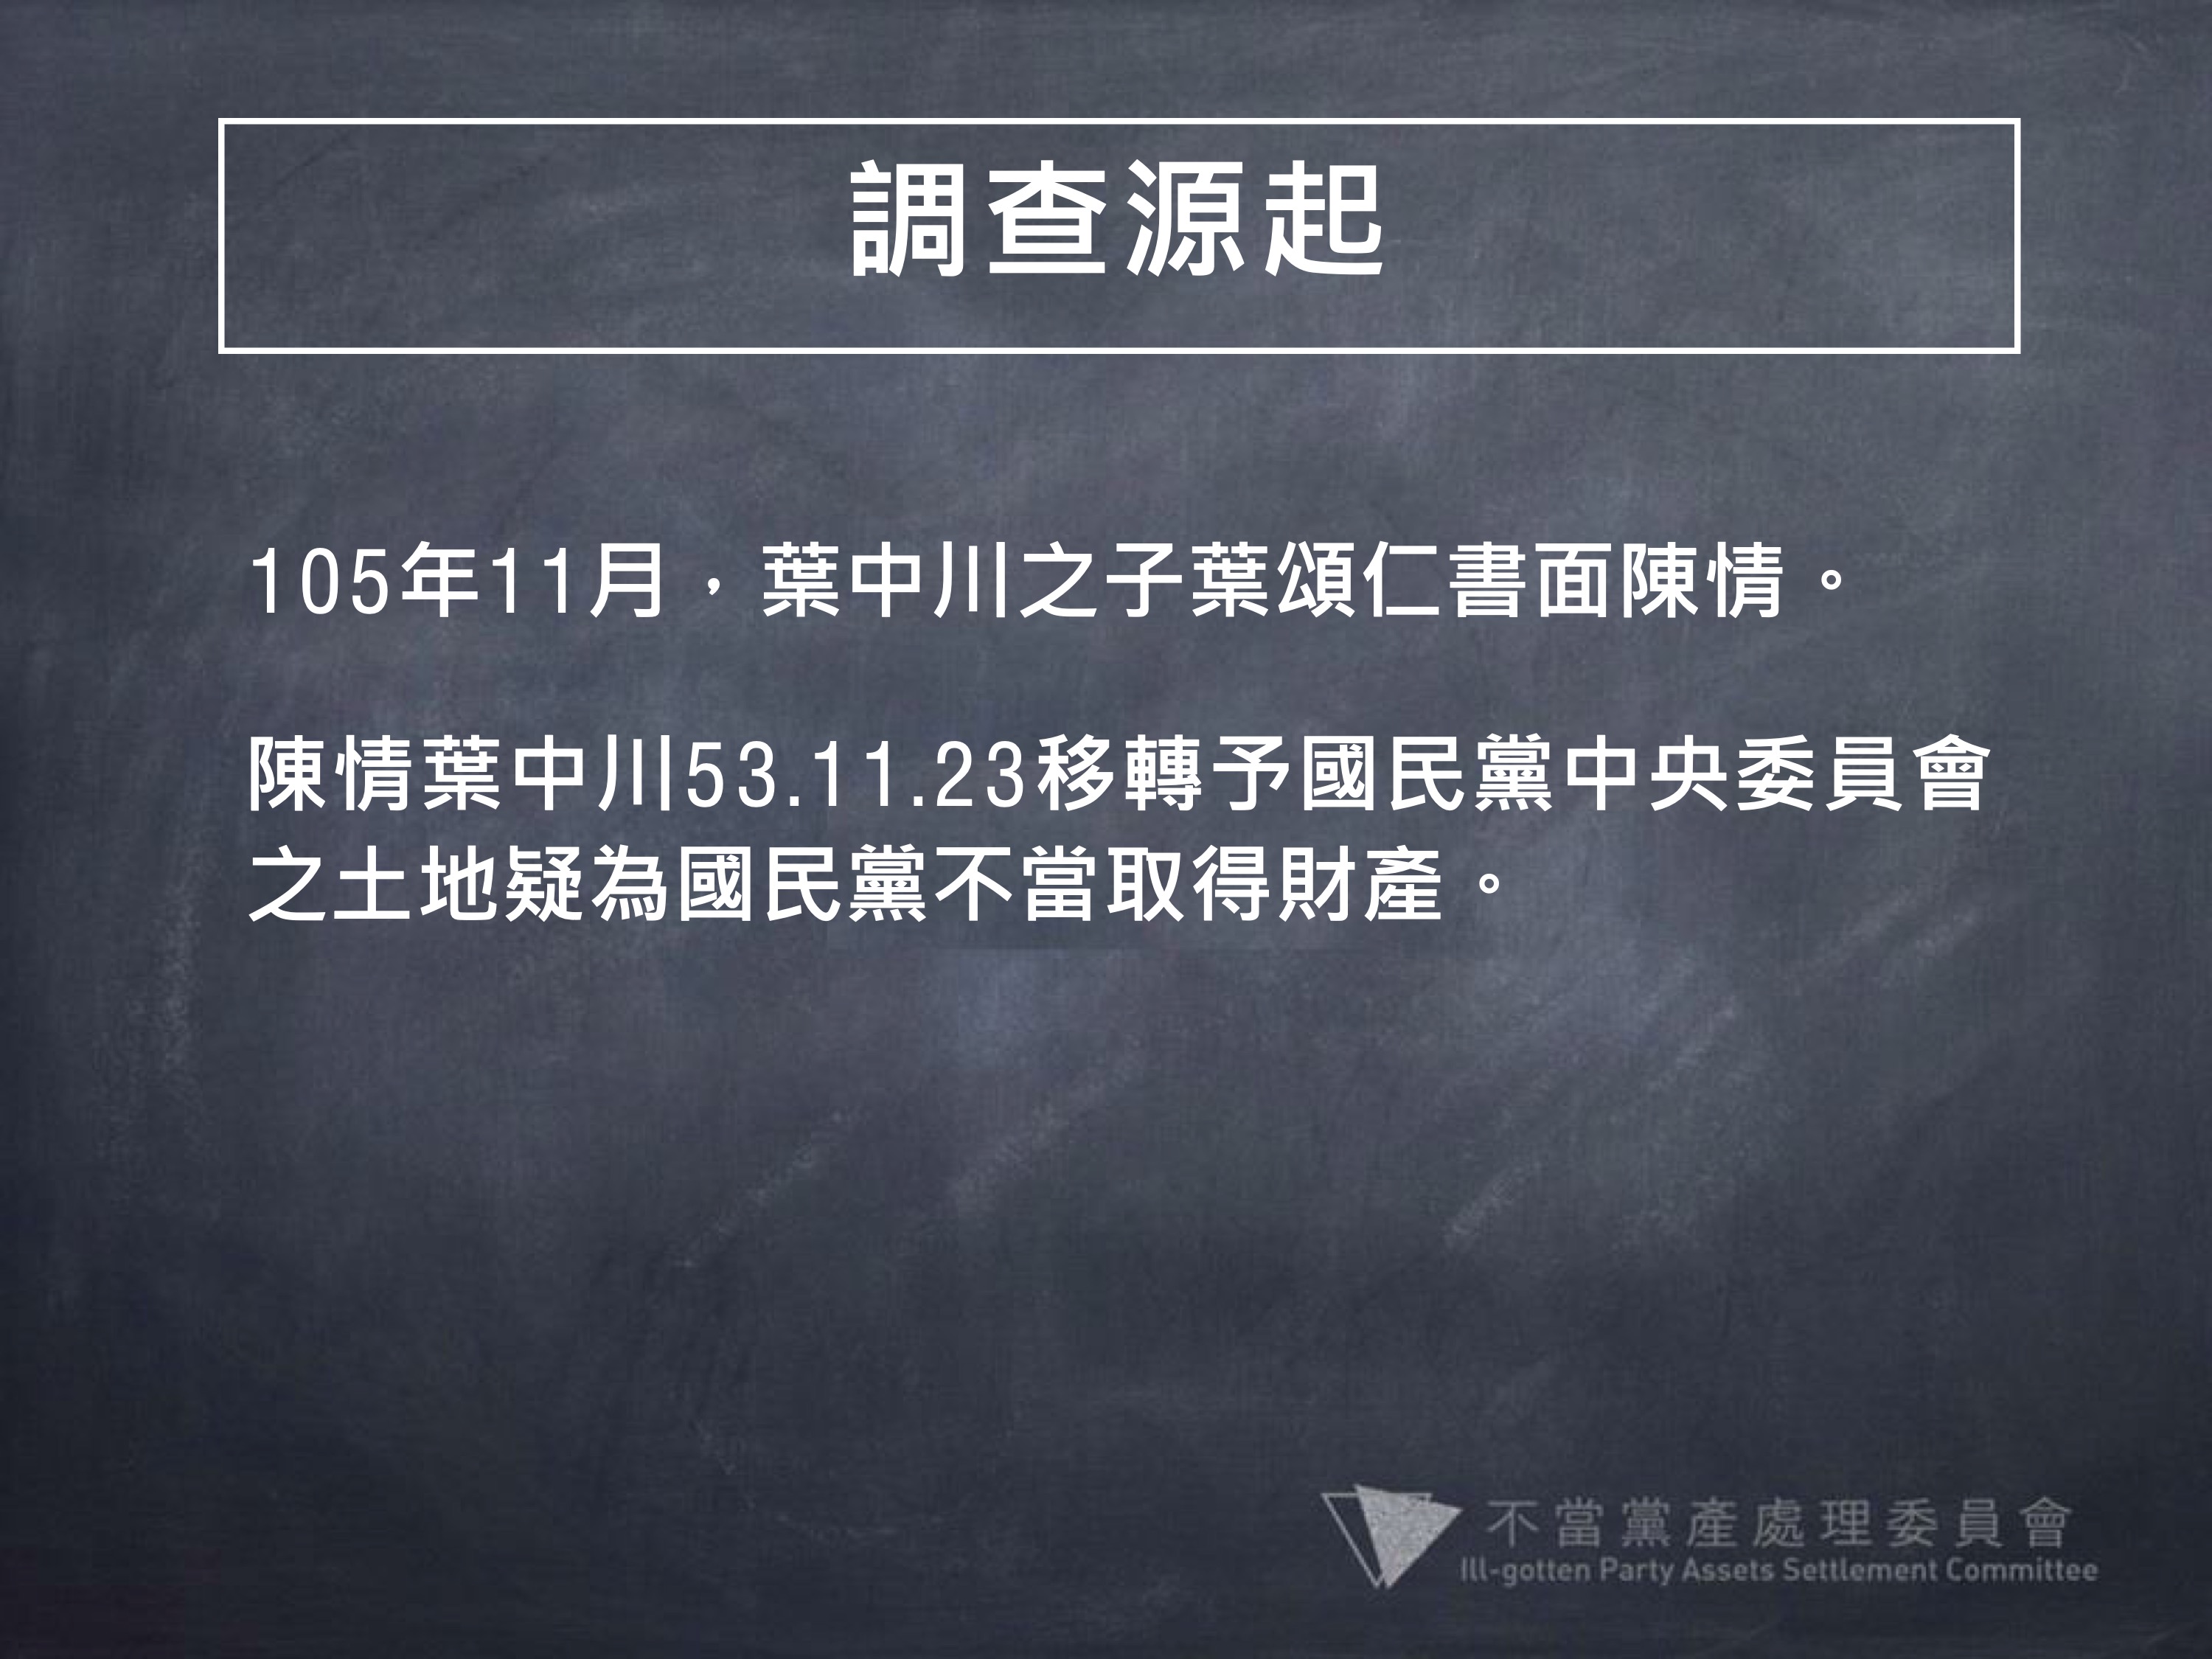 調查源起
105年11月，葉中川之子葉頌仁書面陳情。
陳情葉中川53.11.23移轉予國民黨中央委員會
之土地疑為國民黨不當取得財產。
不當黨產處理委員會
Ill-gotten Party Assets Settlement Committee